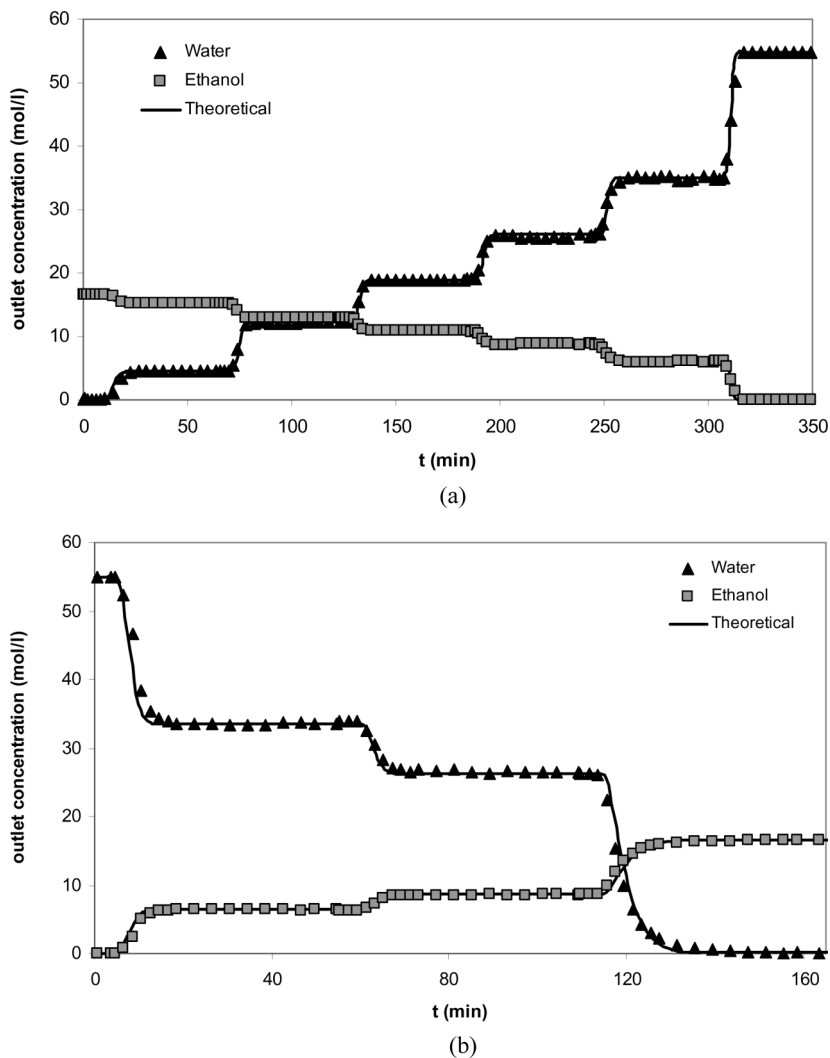 60
50
40
30
20
10
0
outlet concentration (mol/l)
Water
Ethanol
Theoretical
0 50 100 150 200 250 300 350
t (min)
(a)
60
50
40
30
20
10
0
outlet concentration (mol/l)
Water
Ethanol
Theoretical
0 40 80 120 160
t (min)
(b)